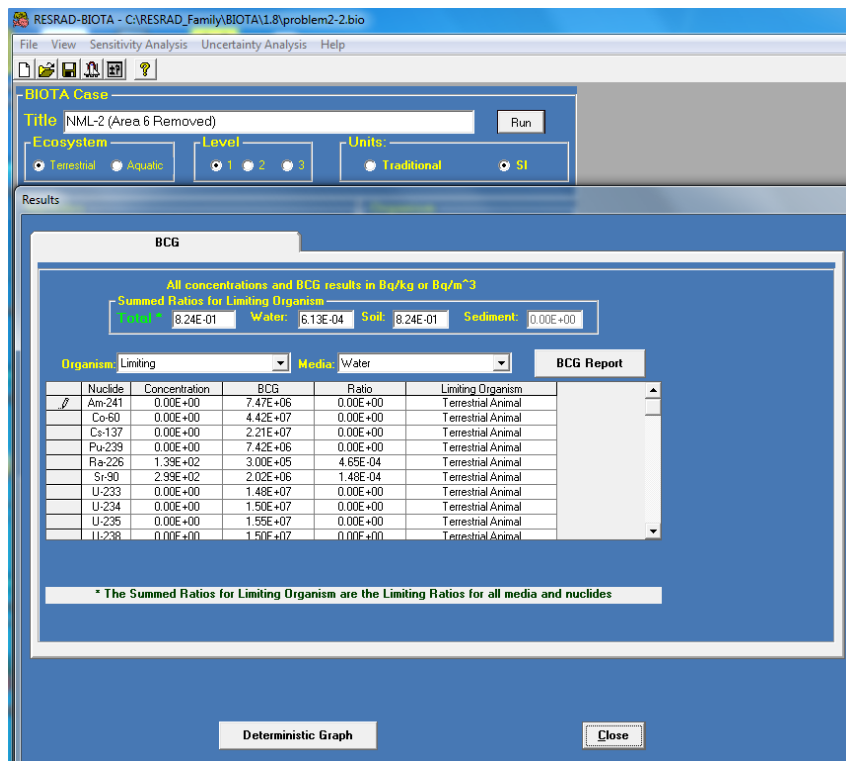 RESRAD-BIOTA - C:\RESRAD_Family\BIOTA\1.8\problem2-2.bio
File View Sensitivity Analysis Uncertainty Analysis Help
BIOTA Case
Title NML-2 (Area 6 Removed) Run
Ecosystem Level Units:
Terrestrial Aquatic 1 2 3 Traditional SI
Results
BCG
All concentrations and BCG results in Bq/kg or Bq/m^3
Summed Ratios for Limiting Organism
Total * 8.24E-01 Water: 6.13E-04 Soil: 8.24E-01 Sediment: 0.00E+00
Organism: Limiting Media: Water BCG Report
Nuclide Concentration BCG Ratio Limiting Organism
Am-241 0.00E+00 7.47E+06 0.00E+00 Terrestrial Animal
Co-60 0.00E+00 4.42E+07 0.00E+00 Terrestrial Animal
Cs-137 0.00E+00 2.21E+07 0.00E+00 Terrestrial Animal
Pu-239 0.00E+00 7.42E+06 0.00E+00 Terrestrial Animal
Ra-226 1.39E+02 3.00E+05 4.65E-04 Terrestrial Animal
Sr-90 2.99E+02 2.02E+06 1.48E-04 Terrestrial Animal
U-233 0.00E+00 1.48E+07 0.00E+00 Terrestrial Animal
U-234 0.00E+00 1.50E+07 0.00E+00 Terrestrial Animal
U-235 0.00E+00 1.55E+07 0.00E+00 Terrestrial Animal
U-238 0.00E+00 1.50E+07 0.00E+00 Terrestrial Animal
* The Summed Ratios for Limiting Organism are the Limiting Ratios for all media and nuclides
Deterministic Graph Close